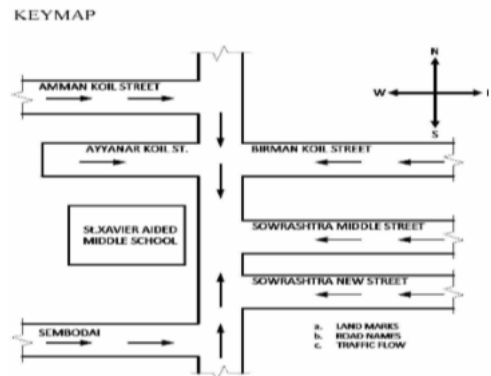 KEYMAP
AMMAN KOIL STREET
N
W
S
AYYANAR KOIL ST.
BIRMAN KOIL STREET
St.XAVIER AIDED
MIDDLE SCHOOL
SOWRASHTRA MIDDLE STREET
SOWRASHTRA NEW STREET
SEMBODAI
a. LAND MARKS
b. ROAD NAMES
c. TRAFFIC FLOW